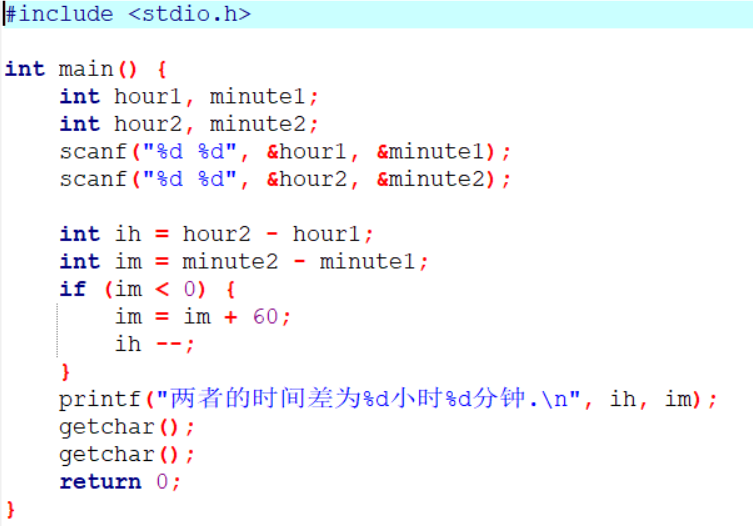 #include <stdio.h>
int main() {
int hour1, minute1;
int hour2, minute2;
scanf("%d %d", &hour1, &minute1);
scanf("%d %d", &hour2, &minute2);
int ih = hour2 - hour1;
int im = minute2 - minute1;
if (im < 0) {
im = im + 60;
ih --;
}
printf("两者的时间差为%d小时%d分钟.\n", ih, im);
getchar();
getchar();
return 0;
}